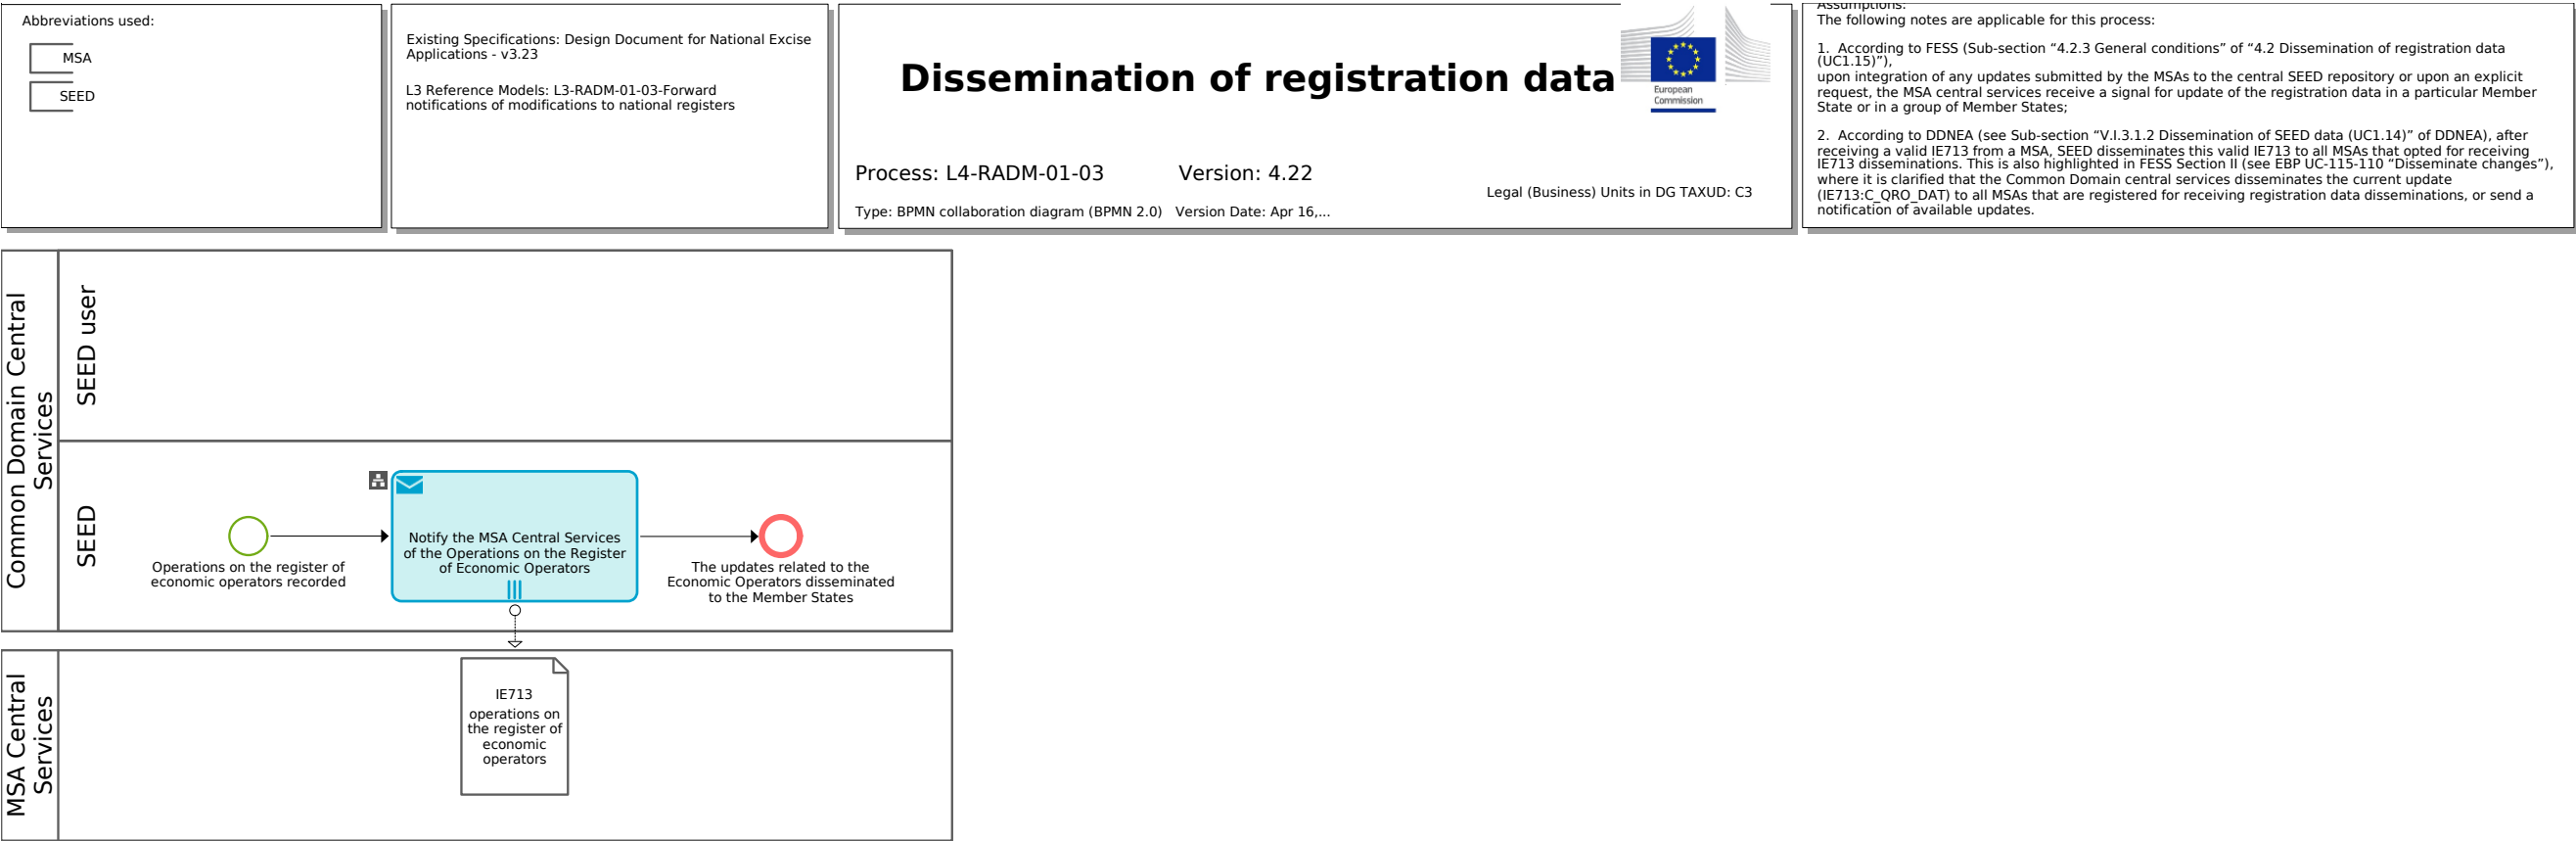 Abbreviations used:
MSA
SEED
Existing Specifications: Design Document for National Excise
Applications - v3.23
L3 Reference Models: L3-RADM-01-03-Forward
notifications of modifications to national registers
Dissemination of registration data
European
Commission
Process: L4-RADM-01-03
Version: 4.22
Legal (Business) Units in DG TAXUD: C3
Type: BPMN collaboration diagram (BPMN 2.0)
Version Date: Apr 16,...
Assumptions:
The following notes are applicable for this process:
1. According to FESS (Sub-section “4.2.3 General conditions” of “4.2 Dissemination of registration data
(UC1.15)”),
upon integration of any updates submitted by the MSAs to the central SEED repository or upon an explicit
request, the MSA central services receive a signal for update of the registration data in a particular Member
State or in a group of Member States;
2. According to DDNEA (see Sub-section “V.I.3.1.2 Dissemination of SEED data (UC1.14)” of DDNEA), after
receiving a valid IE713 from a MSA, SEED disseminates this valid IE713 to all MSAs that opted for receiving
IE713 disseminations. This is also highlighted in FESS Section II (see EBP UC-115-110 “Disseminate changes”),
where it is clarified that the Common Domain central services disseminates the current update
(IE713:C_QRO_DAT) to all MSAs that are registered for receiving registration data disseminations, or send a
notification of available updates.
Common Domain Central
Services
SEED user
SEED
Operations on the register of
economic operators recorded
Notify the MSA Central Services
of the Operations on the Register
of Economic Operators
The updates related to the
Economic Operators disseminated
to the Member States
MSA Central
Services
IE713
operations on
the register of
economic
operators